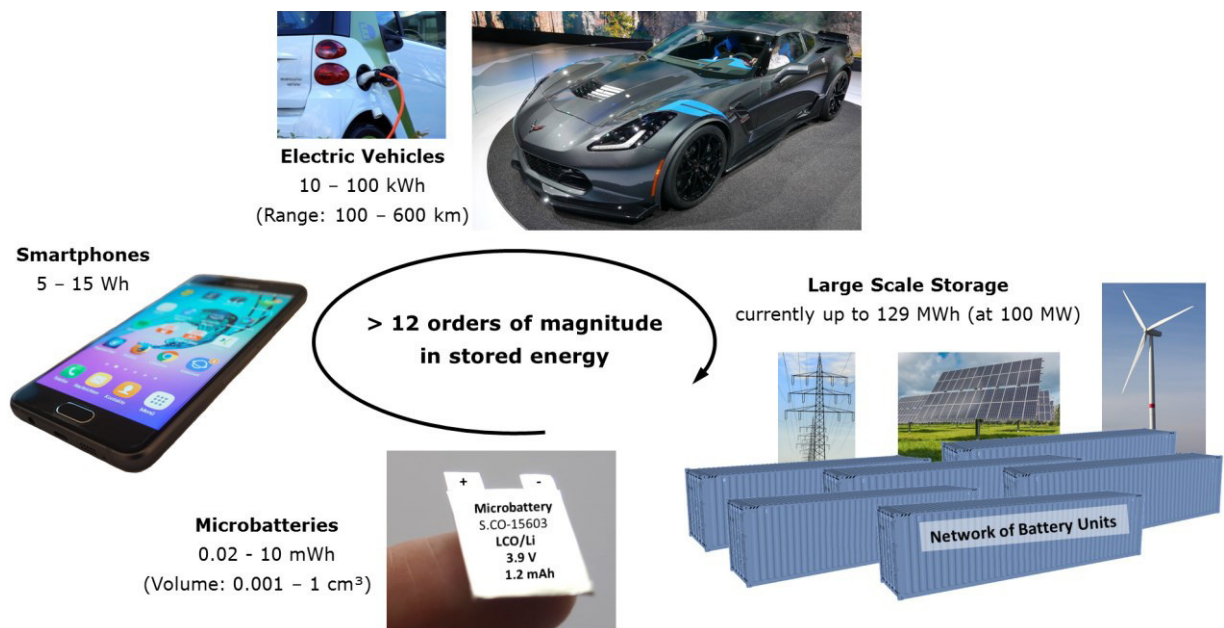 Electric Vehicles
10 – 100 kWh
(Range: 100 – 600 km)
Smartphones
5 – 15 Wh
> 12 orders of magnitude
in stored energy
Large Scale Storage
currently up to 129 MWh (at 100 MW)
Microbatteries
0.02 - 10 mWh
(Volume: 0.001 – 1 cm³)
+ -
Microbattery
S.CO-15603
LCO/Li
3.9 V
1.2 mAh
Network of Battery Units